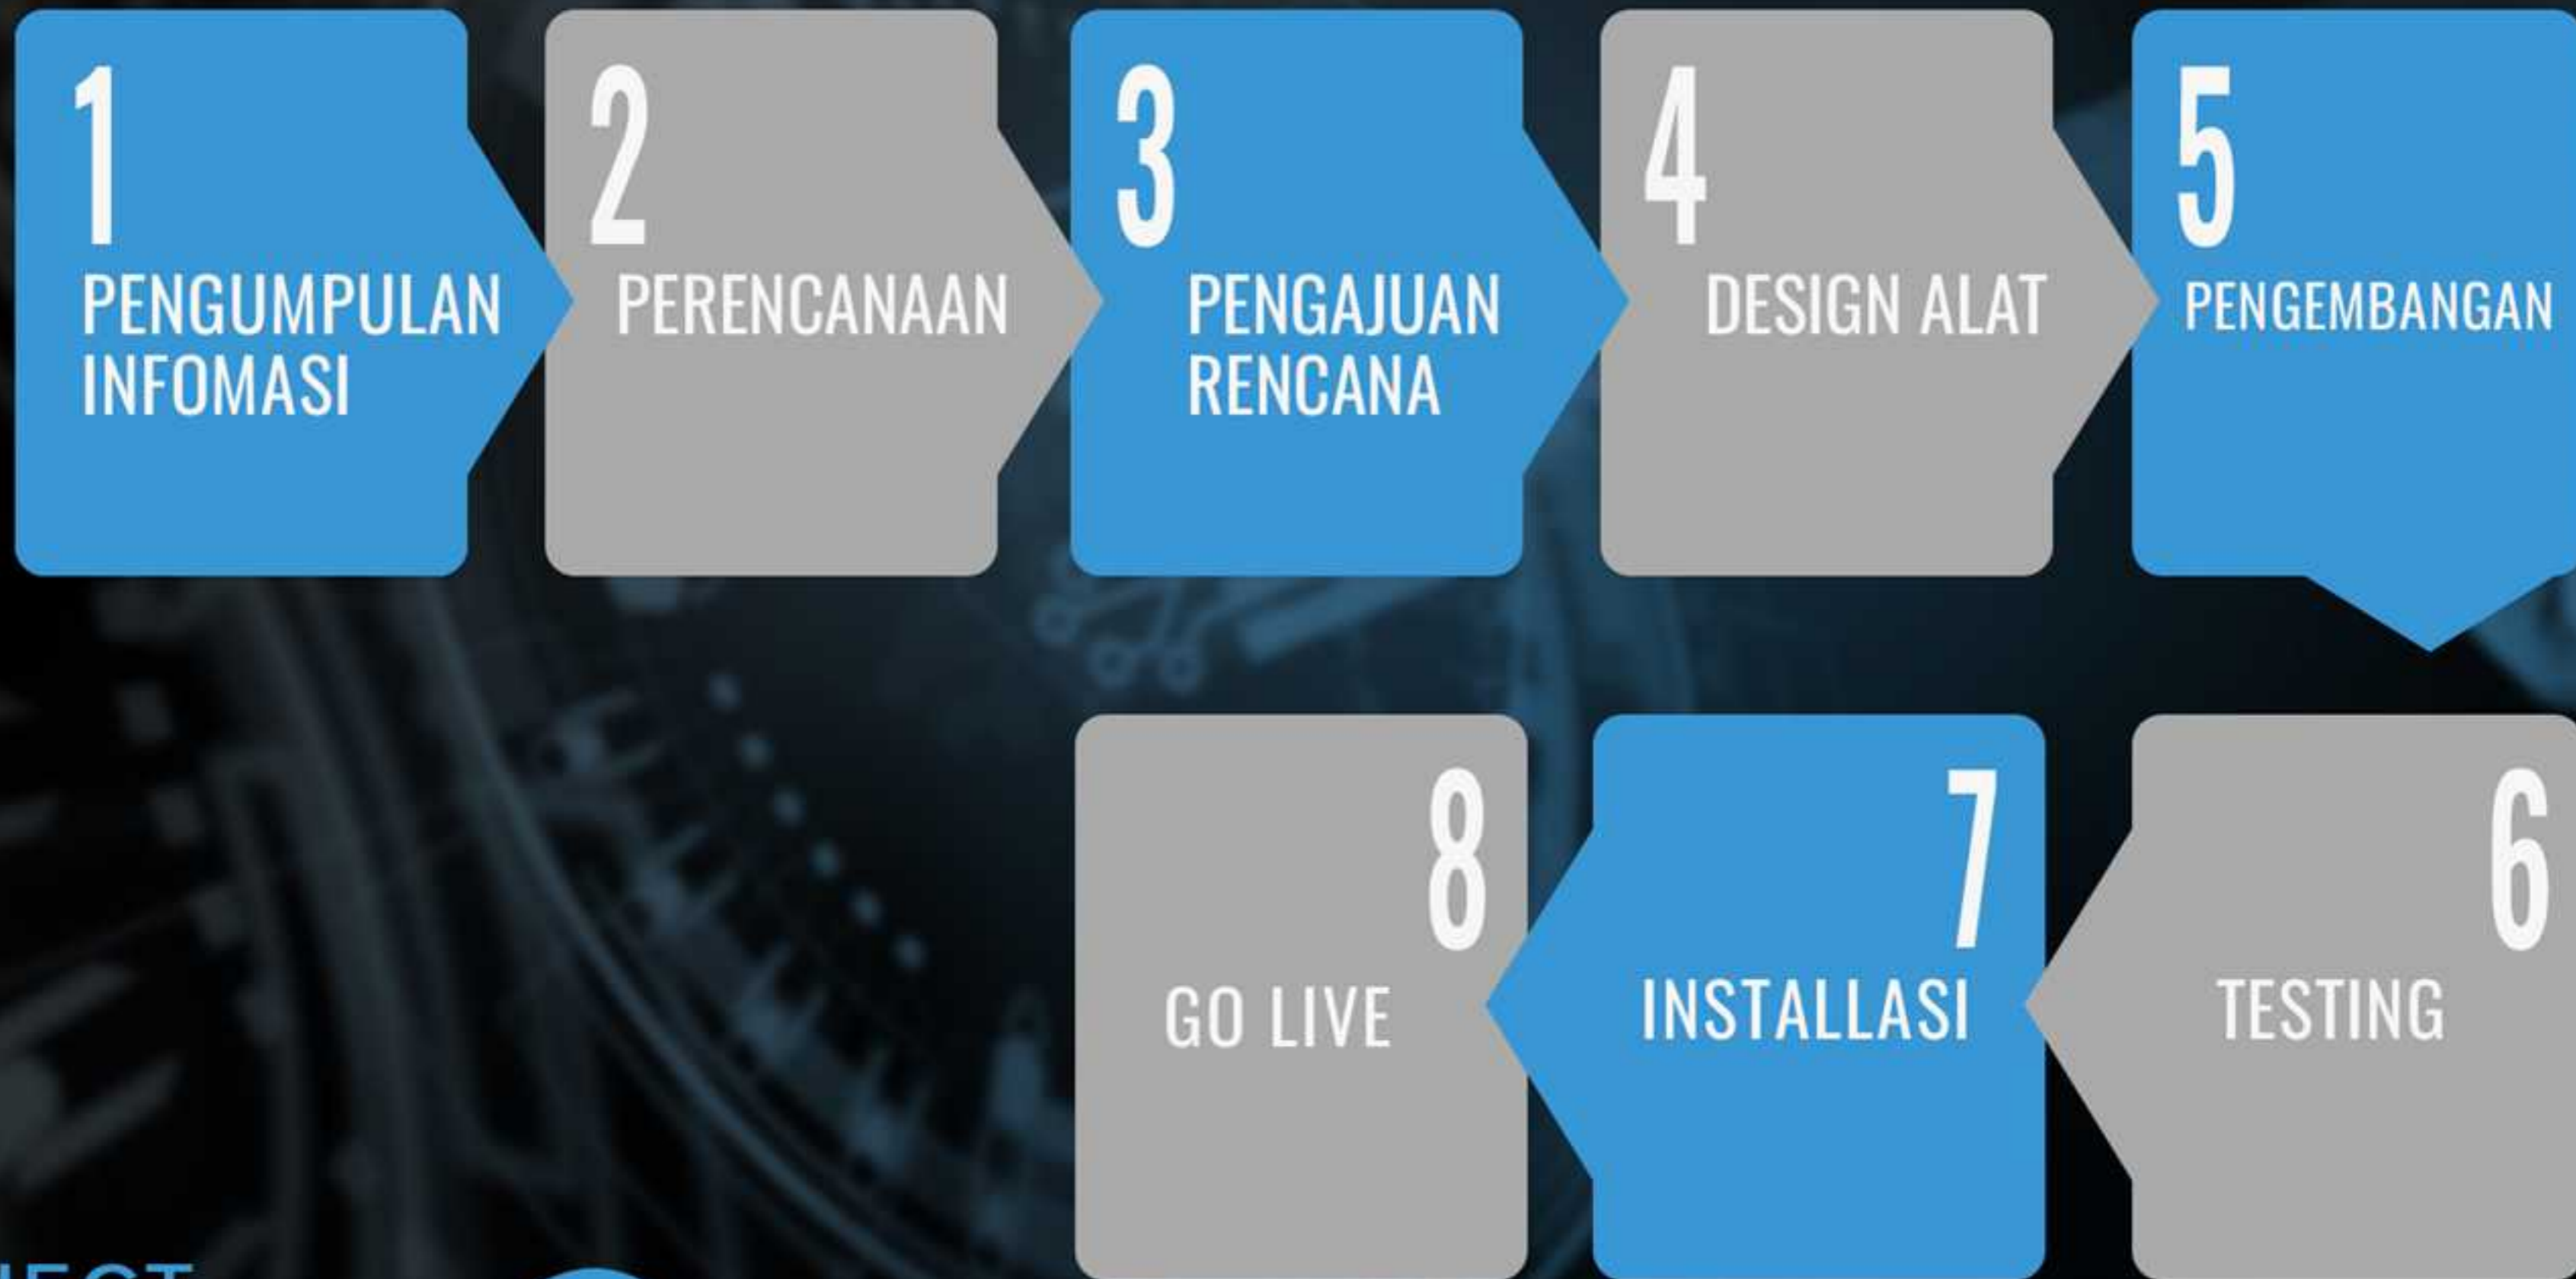 1
PENGUMPULAN
INFOMASI
2
PERENCANAAN
3
PENGAJUAN
RENCANA
4
DESIGN ALAT
5
PENGEMBANGAN
6
TESTING
7
INSTALLASI
8
GO LIVE